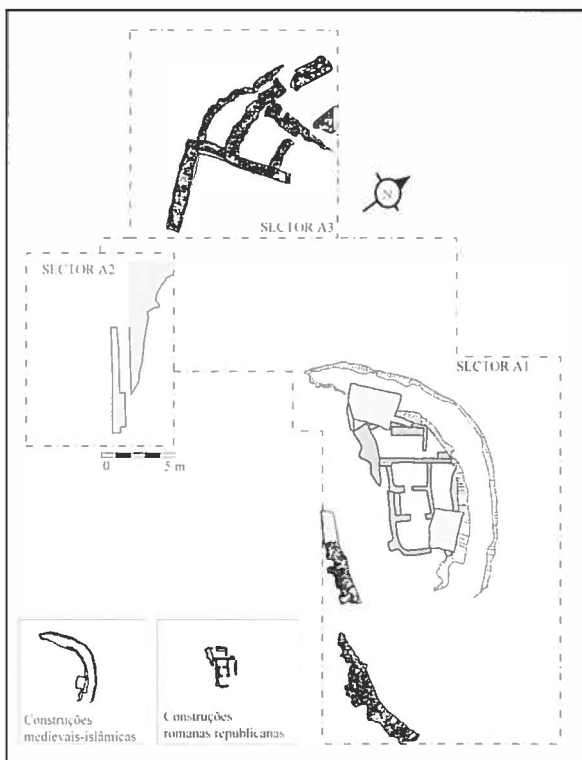 SECTOR A3
N
SECTOR A2
SECTOR A1
0 5 m
Construções
medievais-islâmicas
Construções
romanas republicanas